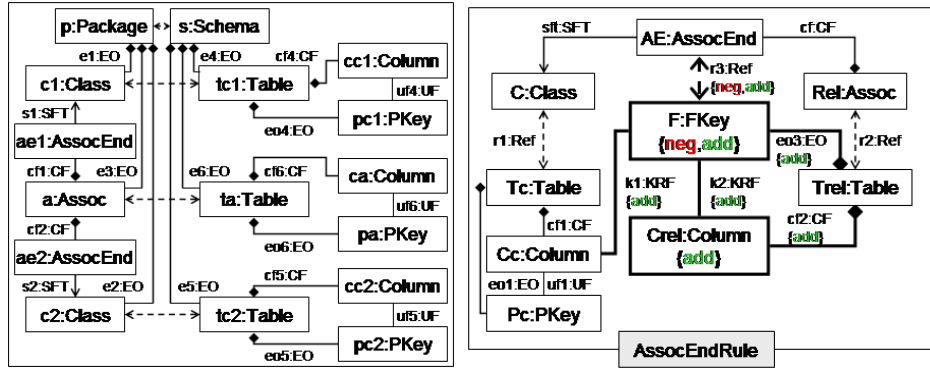 p:Package
s:Schema
e1:EO
e4:EO
cf4:CF
c1:Class
tc1:Table
cc1:Column
uf4:UF
s1:SFT
eo4:EO
pc1:PKey
ae1:AssocEnd
cf1:CF
e3:EO
e6:EO
cf6:CF
ca:Column
a:Assoc
ta:Table
uf6:UF
cf2:CF
eo6:EO
pa:PKey
ae2:AssocEnd
cf5:CF
cc2:Column
s2:SFT
e2:EO
e5:EO
c2:Class
tc2:Table
uf5:UF
eo5:EO
pc2:PKey
sft:SFT
AE:AssocEnd
cf:CF
r3:Ref
{neg,add}
C:Class
Rel:Assoc
F:FKey
{neg,add}
r1:Ref
eo3:EO
{add}
r2:Ref
Tc:Table
k1:KRF
{add}
k2:KRF
{add}
Trel:Table
cf1:CF
cf2:CF
{add}
Cc:Column
Crel:Column
{add}
eo1:EO
uf1:UF
Pc:PKey
AssocEndRule